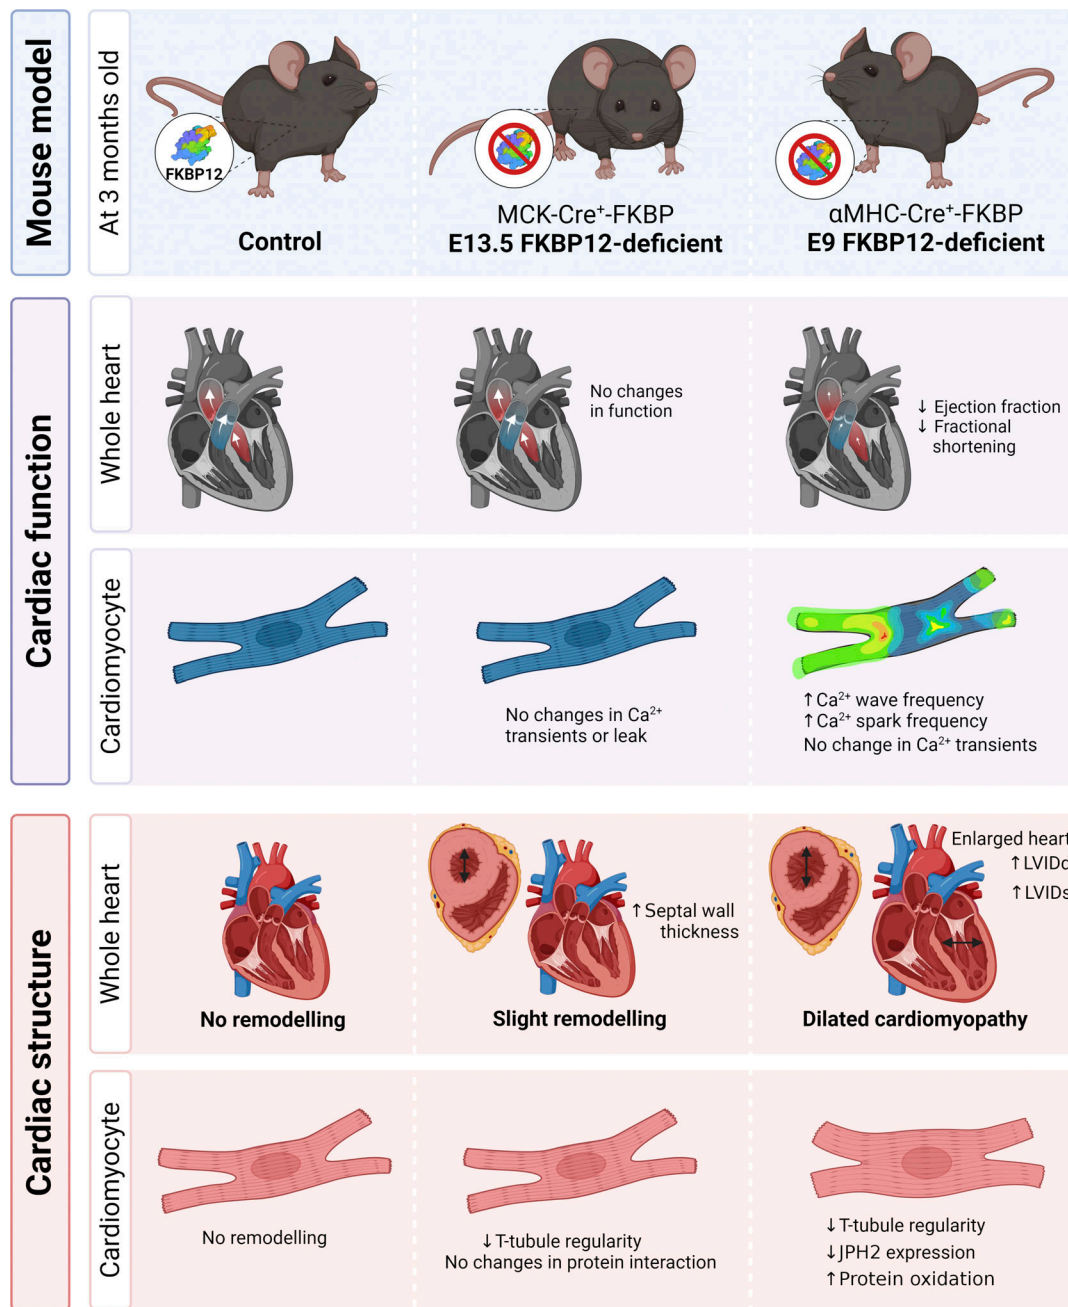 Mouse model
At 3 months old
FKBP12
Control
MCK-Cre⁺-FKBP
E13.5 FKBP12-deficient
αMHC-Cre⁺-FKBP
E9 FKBP12-deficient
Cardiac function
Whole heart
No changes
in function
↓ Ejection fraction
↓ Fractional
shortening
Cardiomyocyte
No changes in Ca²⁺
transients or leak
↑ Ca²⁺ wave frequency
↑ Ca²⁺ spark frequency
No change in Ca²⁺ transients
Cardiac structure
Whole heart
No remodelling
↑ Septal wall
thickness
Slight remodelling
Enlarged heart
↑ LVIDd
↑ LVIDs
Dilated cardiomyopathy
Cardiomyocyte
No remodelling
↓ T-tubule regularity
No changes in protein interaction
↓ T-tubule regularity
↓ JPH2 expression
↑ Protein oxidation